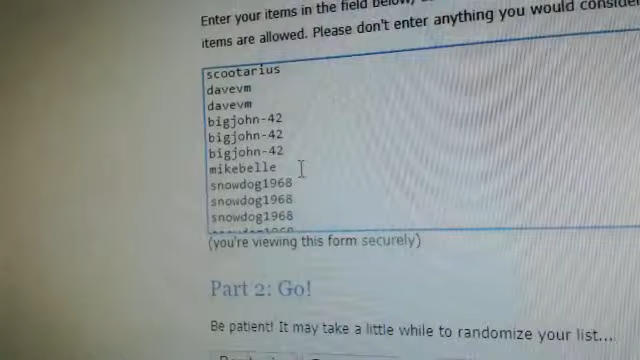 Enter your items in the field below,
items are allowed. Please don't enter anything you would consider
scootarius
davevm
davevm
bigjohn-42
bigjohn-42
bigjohn-42
mikebelle
snowdog1968
snowdog1968
snowdog1968
snowdog1968
(you're viewing this form securely)
Part 2: Go!
Be patient! It may take a little while to randomize your list...